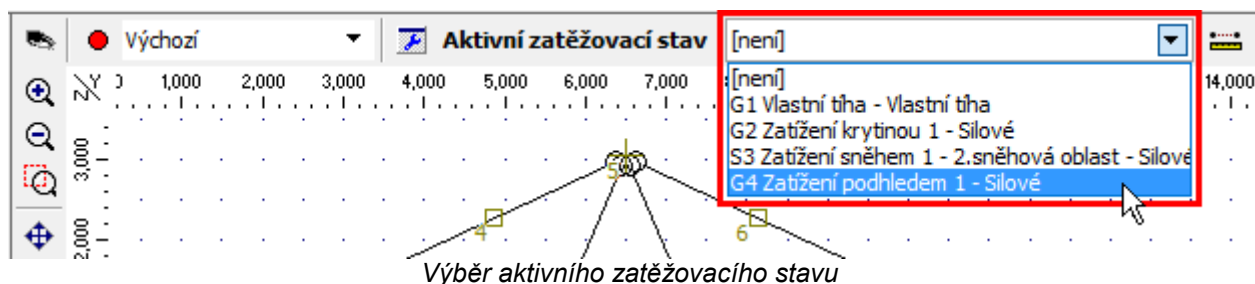 Výchozí Aktivní zatěžovací stav [není]
Z Y 1,000 2,000 3,000 4,000 5,000 6,000 7,000 14,000
[není]
G1 Vlastní tíha - Vlastní tíha
G2 Zatížení krytinou 1 - Silové
S3 Zatížení sněhem 1 - 2.sněhová oblast - Silové
G4 Zatížení podhledem 1 - Silové
3,000
5
4 6
2,000
Výběr aktivního zatěžovacího stavu